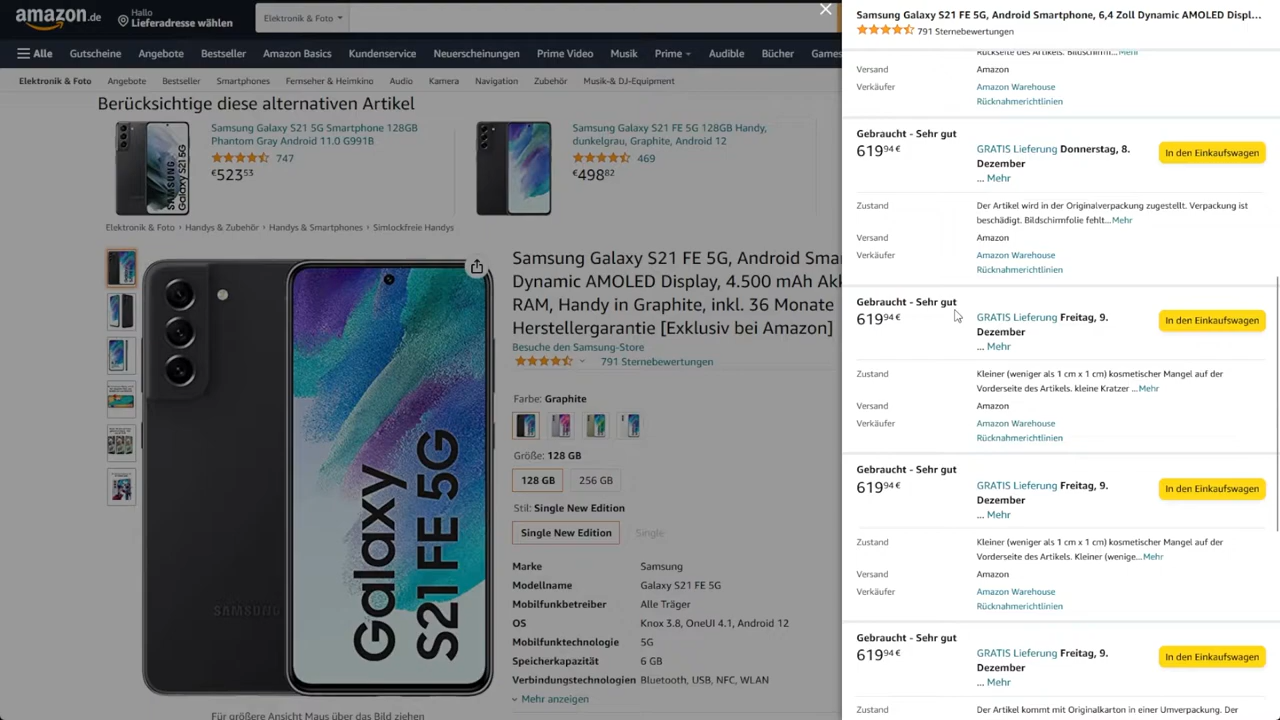 amazon.de
Hallo
Lieferadresse wählen
Elektronik & Foto
Alle
Gutscheine
Angebote
Bestseller
Musik
Prime Video
Music
Prime
Audible
Bücher
Games
Elektronik & Foto
Angebote
Bestseller
Smartphones
Fernseher & Heimkino
Audio
Kamera
Navigation
Zubehör
Musik-& DJ-Equipment
Berücksichtige diese alternativen Artikel
Samsung Galaxy S21 5G Smartphone 128GB
Phantom Gray Android 11.0 G991B
747
€523 53
Samsung Galaxy S21 FE 5G 128GB Handy,
dunkelgrau, Graphite, Android 12
469
€498 82
Elektronik & Foto › Handys & Zubehör › Handys & Smartphones › Simlockfreie Handys
SAMSUNG
Galaxy
S21 FE 5G
Samsung Galaxy S21 FE 5G, Android Smar
Dynamic AMOLED Display, 4.500 mAh Akk
RAM, Handy in Graphite, inkl. 36 Monate
Herstellergarantie [Exklusiv bei Amazon]
Besuche den Samsung-Store
791 Sternebewertungen
Farbe: Graphite
Größe: 128 GB
128 GB
256 GB
Stil: Single New Edition
Single New Edition
Single
Marke Samsung
Modellname Galaxy S21 FE 5G
Mobilfunkbetreiber Alle Träger
OS Knox 3.8, OneUI 4.1, Android 12
Mobilfunktechnologie 5G
Speicherkapazität 6 GB
Verbindungstechnologien Bluetooth, USB, NFC, WLAN
Mehr anzeigen
Für größere Ansicht Maus über das Bild ziehen
Samsung Galaxy S21 FE 5G, Android Smartphone, 6,4 Zoll Dynamic AMOLED Displ...
791 Sternebewertungen
Rückseite des Artikels. Bildschirmf...Mehr
Versand Amazon
Verkäufer Amazon Warehouse
Rücknahmerichtlinien
Gebraucht - Sehr gut
619 94 €
GRATIS Lieferung Donnerstag, 8.
Dezember
... Mehr
In den Einkaufswagen
Zustand Der Artikel wird in der Originalverpackung zugestellt. Verpackung ist
beschädigt. Bildschirmfolie fehlt...Mehr
Versand Amazon
Verkäufer Amazon Warehouse
Rücknahmerichtlinien
Gebraucht - Sehr gut
619 94 €
GRATIS Lieferung Freitag, 9.
Dezember
... Mehr
In den Einkaufswagen
Zustand Kleiner (weniger als 1 cm x 1 cm) kosmetischer Mangel auf der
Vorderseite des Artikels. kleine Kratzer ...Mehr
Versand Amazon
Verkäufer Amazon Warehouse
Rücknahmerichtlinien
Gebraucht - Sehr gut
619 94 €
GRATIS Lieferung Freitag, 9.
Dezember
... Mehr
In den Einkaufswagen
Zustand Kleiner (weniger als 1 cm x 1 cm) kosmetischer Mangel auf der
Vorderseite des Artikels. Kleiner (wenige...Mehr
Versand Amazon
Verkäufer Amazon Warehouse
Rücknahmerichtlinien
Gebraucht - Sehr gut
619 94 €
GRATIS Lieferung Freitag, 9.
Dezember
... Mehr
In den Einkaufswagen
Zustand Der Artikel kommt mit Originalkarton in einer Umverpackung. Der